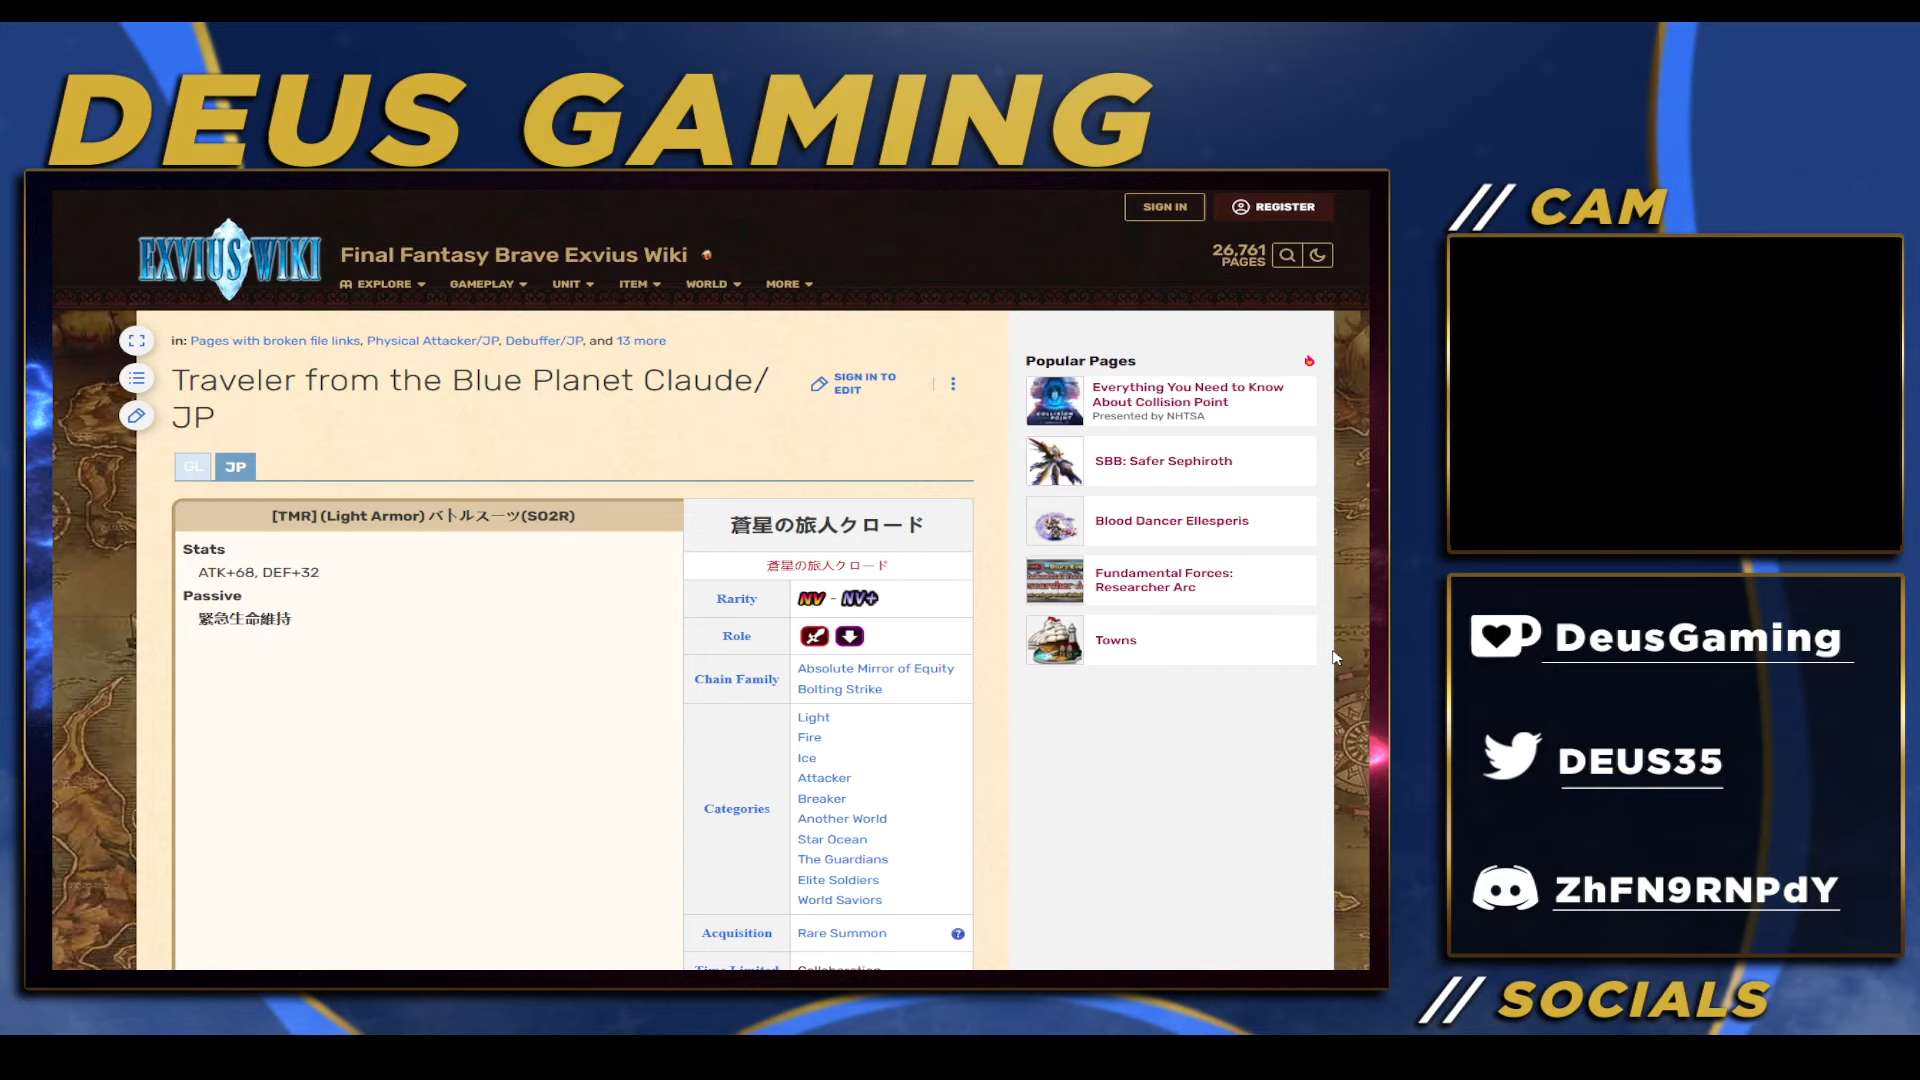 DEUS GAMING
SIGN IN
REGISTER
EXVIUS WIKI
Final Fantasy Brave Exvius Wiki
26,761
PAGES
EXPLORE
GAMEPLAY
UNIT
ITEM
WORLD
MORE
in: Pages with broken file links, Physical Attacker/JP, Debuffer/JP, and 13 more
Traveler from the Blue Planet Claude/
JP
SIGN IN TO
EDIT
GL
JP
[TMR] (Light Armor) バトルスーツ(SO2R)
Stats
ATK+68, DEF+32
Passive
緊急生命維持
蒼星の旅人クロード
蒼星の旅人クロード
Rarity
NV - NV+
Role
Chain Family
Absolute Mirror of Equity
Bolting Strike
Categories
Light
Fire
Ice
Attacker
Breaker
Another World
Star Ocean
The Guardians
Elite Soldiers
World Saviors
Acquisition
Rare Summon
?
Time Limited
Collaboration
Popular Pages
Everything You Need to Know
About Collision Point
Presented by NHTSA
SBB: Safer Sephiroth
Blood Dancer Ellesperis
Fundamental Forces:
Researcher Arc
Towns
// CAM
DeusGaming
DEUS35
ZhFN9RNPdY
// SOCIALS